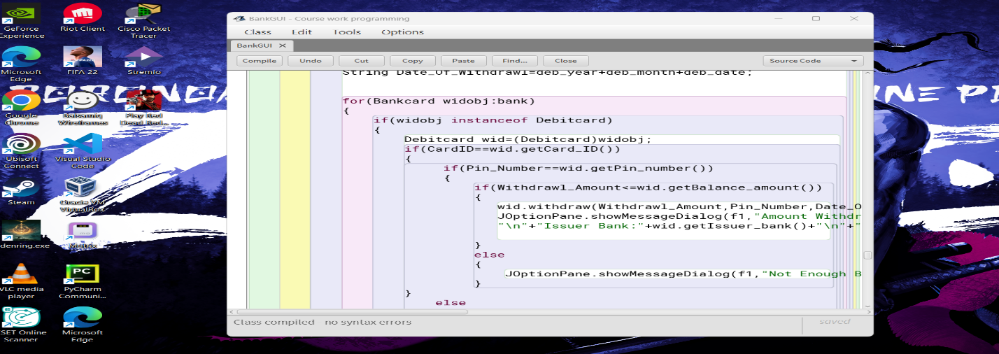 GeForce Experience
Riot Client
Cisco Packet Tracer
Microsoft Edge
FIFA 22
Stremio
Google Chrome
Balsamiq Wireframes
Play Red Dead Red...
Ubisoft Connect
Visual Studio Code
Steam
Oracle VM VirtualBox
denring.exe
VLC media player
PC
PyCharm Communi...
SET Online Scanner
Microsoft Edge
BankGUI - Course work programming
Class Edit Tools Options
BankGUI ×
Compile Undo Cut Copy Paste Find... Close Source Code
String Date_Of_Withdrawl=deb_year+deb_month+deb_date;
for(Bankcard widobj:bank)
{
if(widobj instanceof Debitcard)
{
Debitcard wid=(Debitcard)widobj;
if(CardID==wid.getCard_ID())
{
if(Pin_Number==wid.getPin_number())
{
if(Withdrawl_Amount<=wid.getBalance_amount())
{
wid.withdraw(Withdrawl_Amount,Pin_Number,Date_O
JOptionPane.showMessageDialog(f1,"Amount Withdr
"\n"+"Issuer Bank:"+wid.getIssuer_bank()+"\n"+"
}
else
{
JOptionPane.showMessageDialog(f1,"Not Enough B
}
}
else
Class compiled - no syntax errors
saved